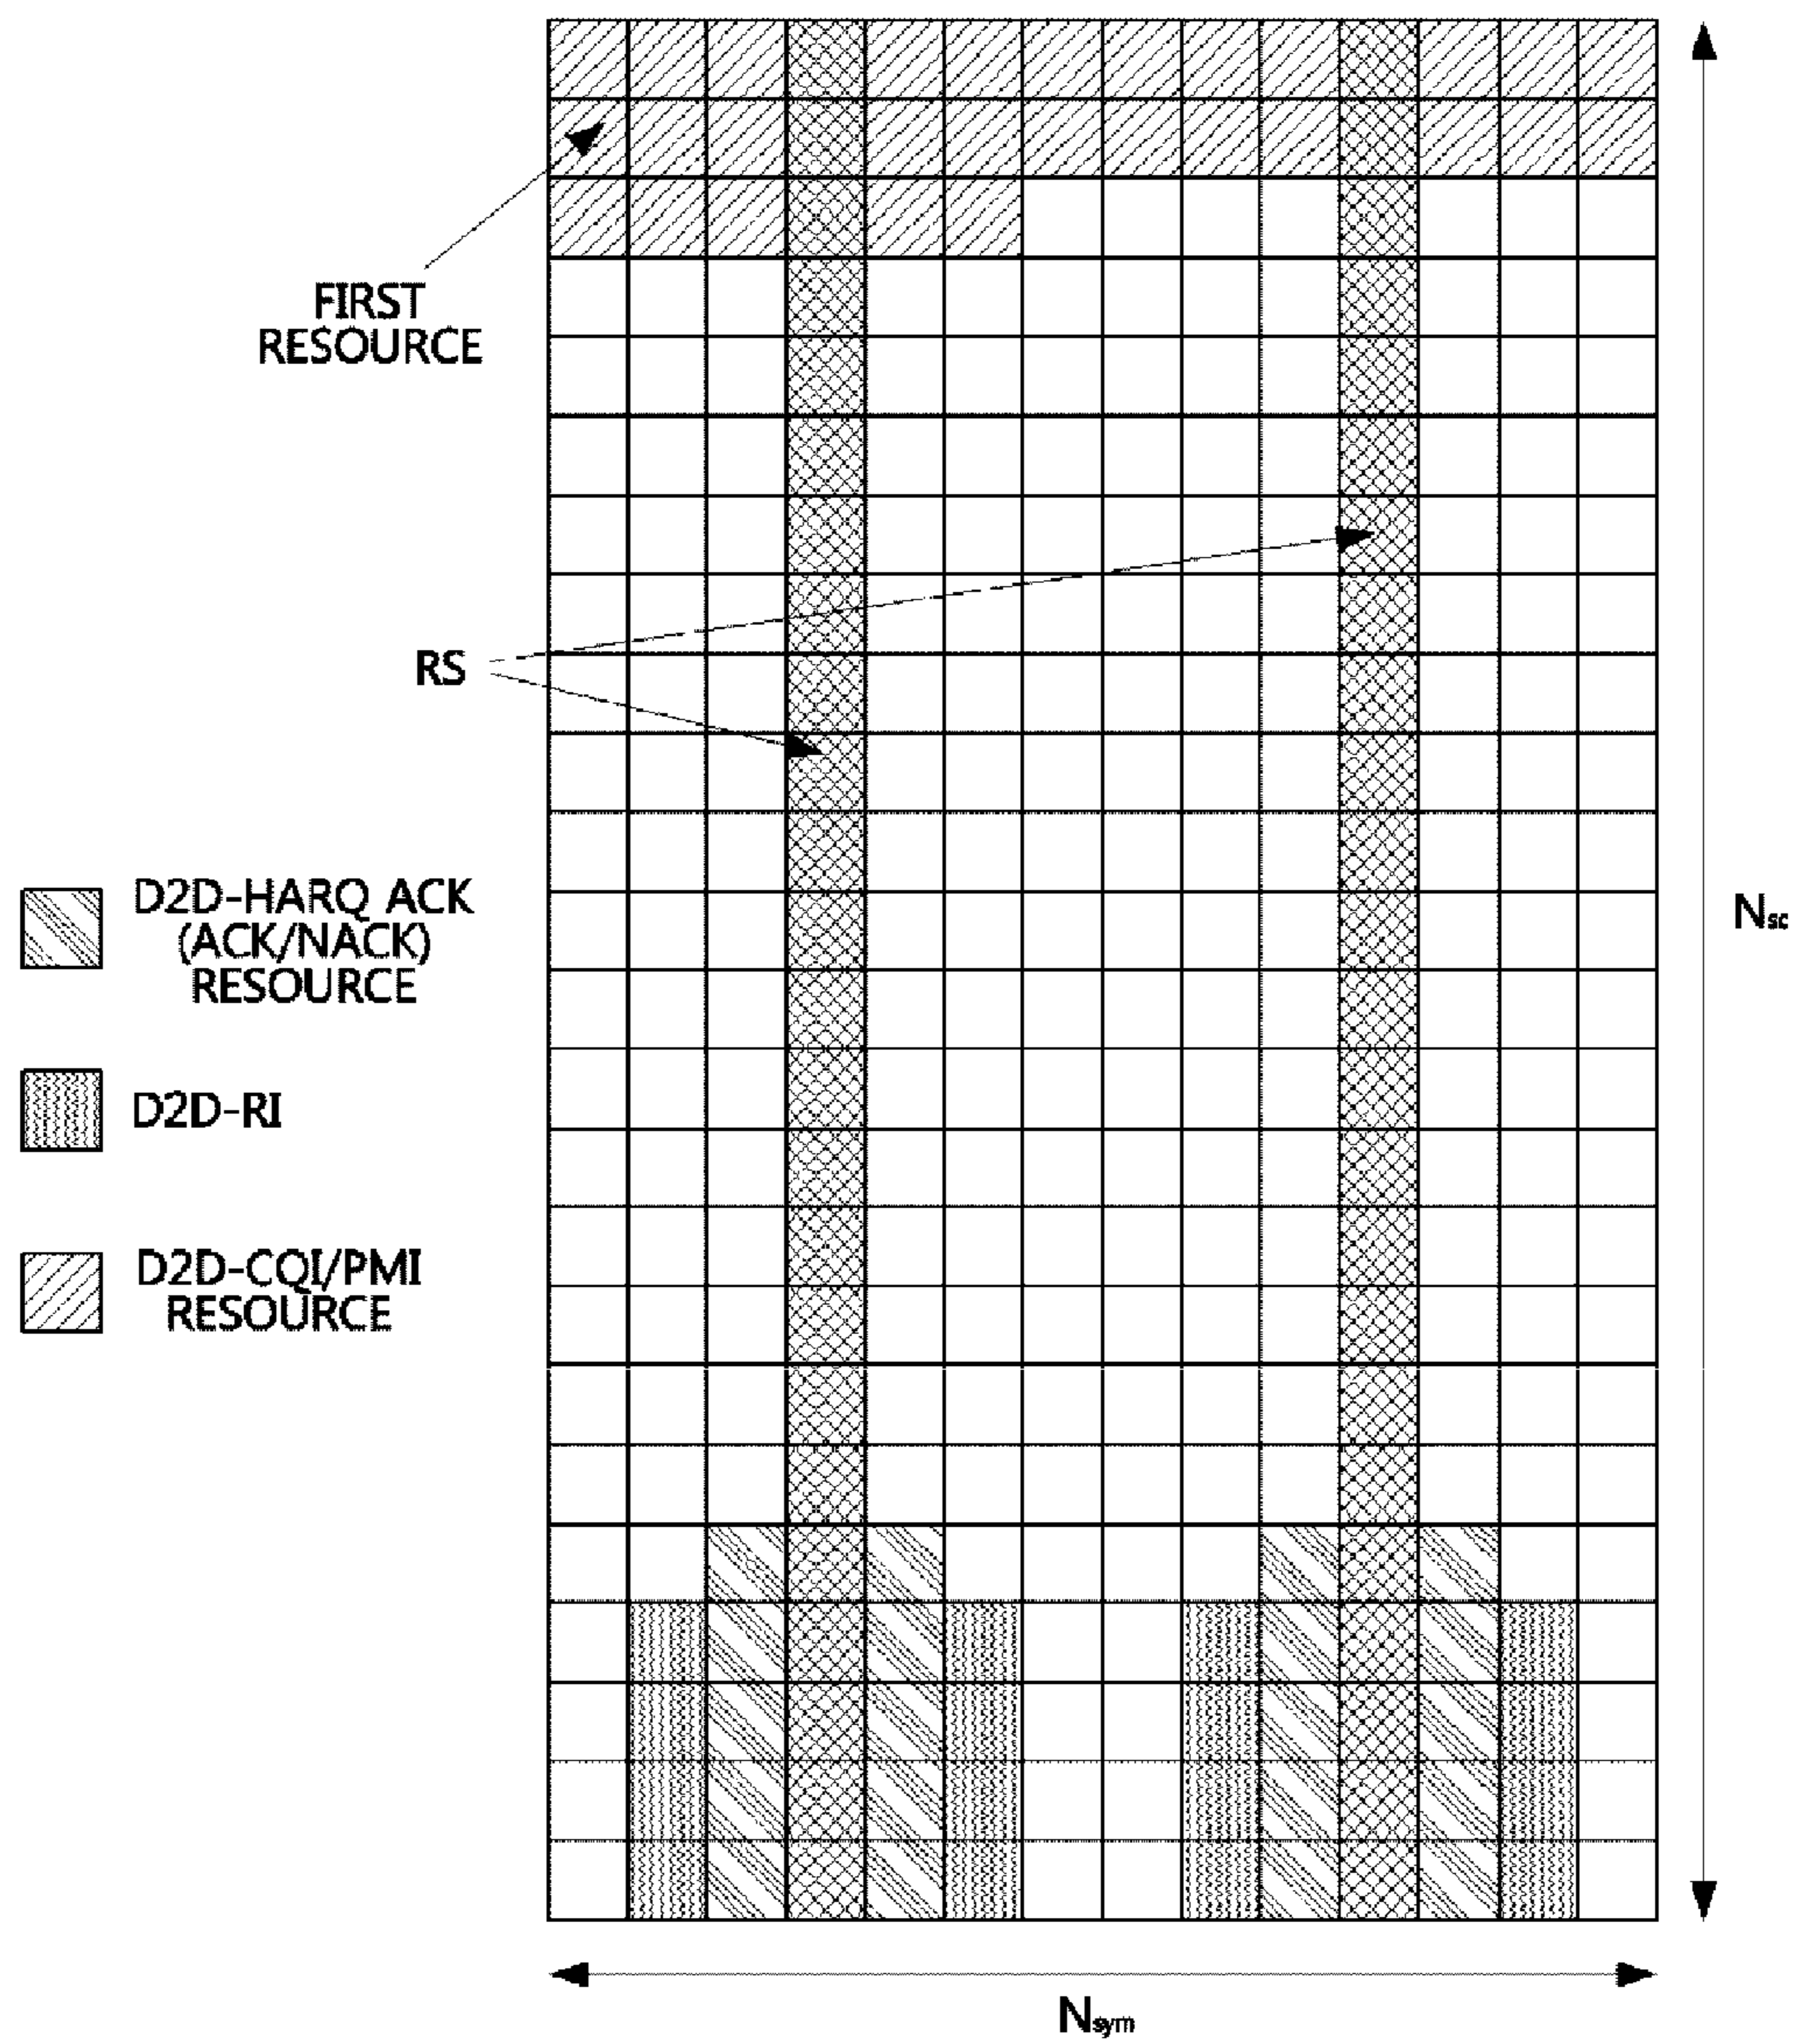 FIRST
RESOURCE
RS
D2D-HARQ ACK
(ACK/NACK)
RESOURCE
D2D-RI
D2D-CQI/PMI
RESOURCE
Nsc
Nsym